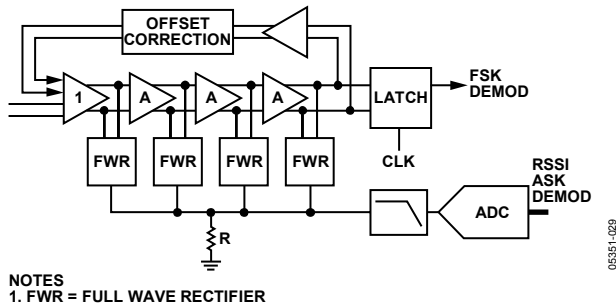 OFFSET
CORRECTION
1
A
A
A
LATCH
FSK
DEMOD
FWR
FWR
FWR
FWR
CLK
RSSI
ASK
DEMOD
R
ADC
05351-029
NOTES
1. FWR = FULL WAVE RECTIFIER